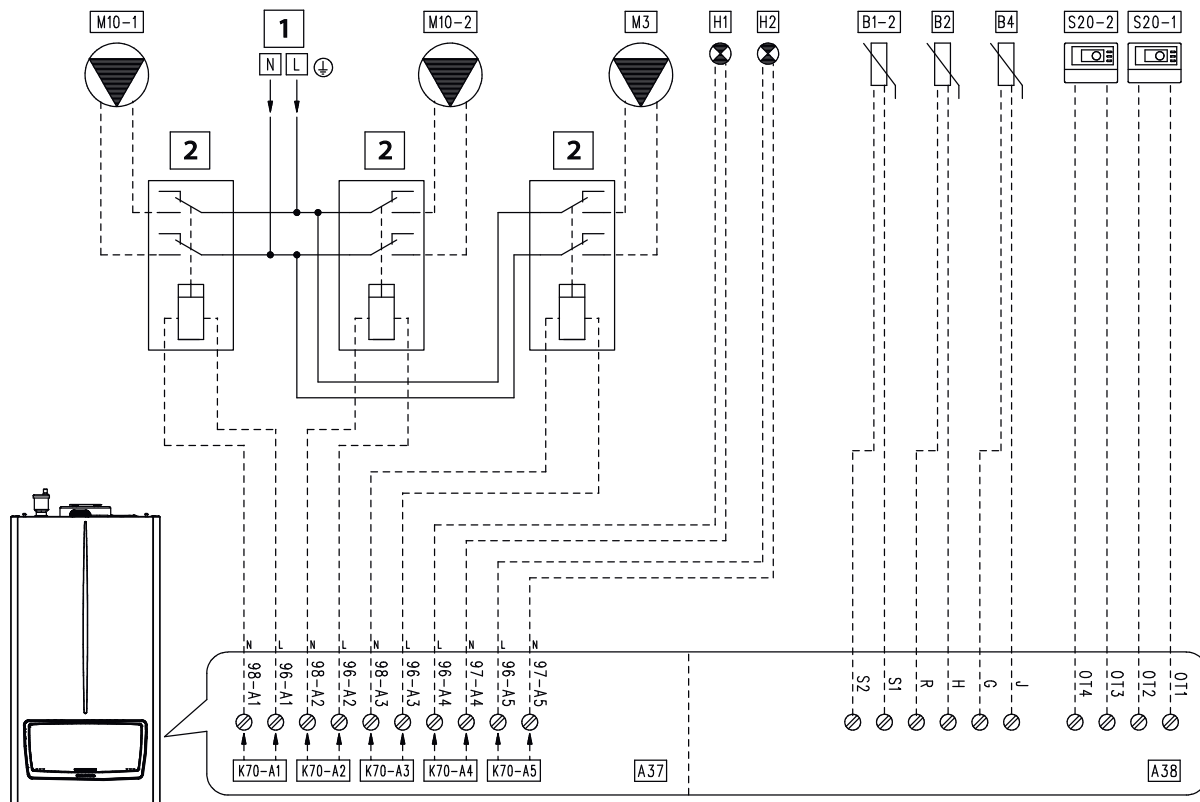 M10-1
1
M10-2
M3
H1
H2
B1-2
B2
B4
S20-2
S20-1
N
L
2
2
2
N
L
N
L
N
L
L
N
L
N
98-A1
96-A1
98-A2
96-A2
98-A3
96-A3
96-A4
97-A4
96-A5
97-A5
S2
S1
R
H
G
J
OT4
OT3
OT2
OT1
K70-A1
K70-A2
K70-A3
K70-A4
K70-A5
A37
A38